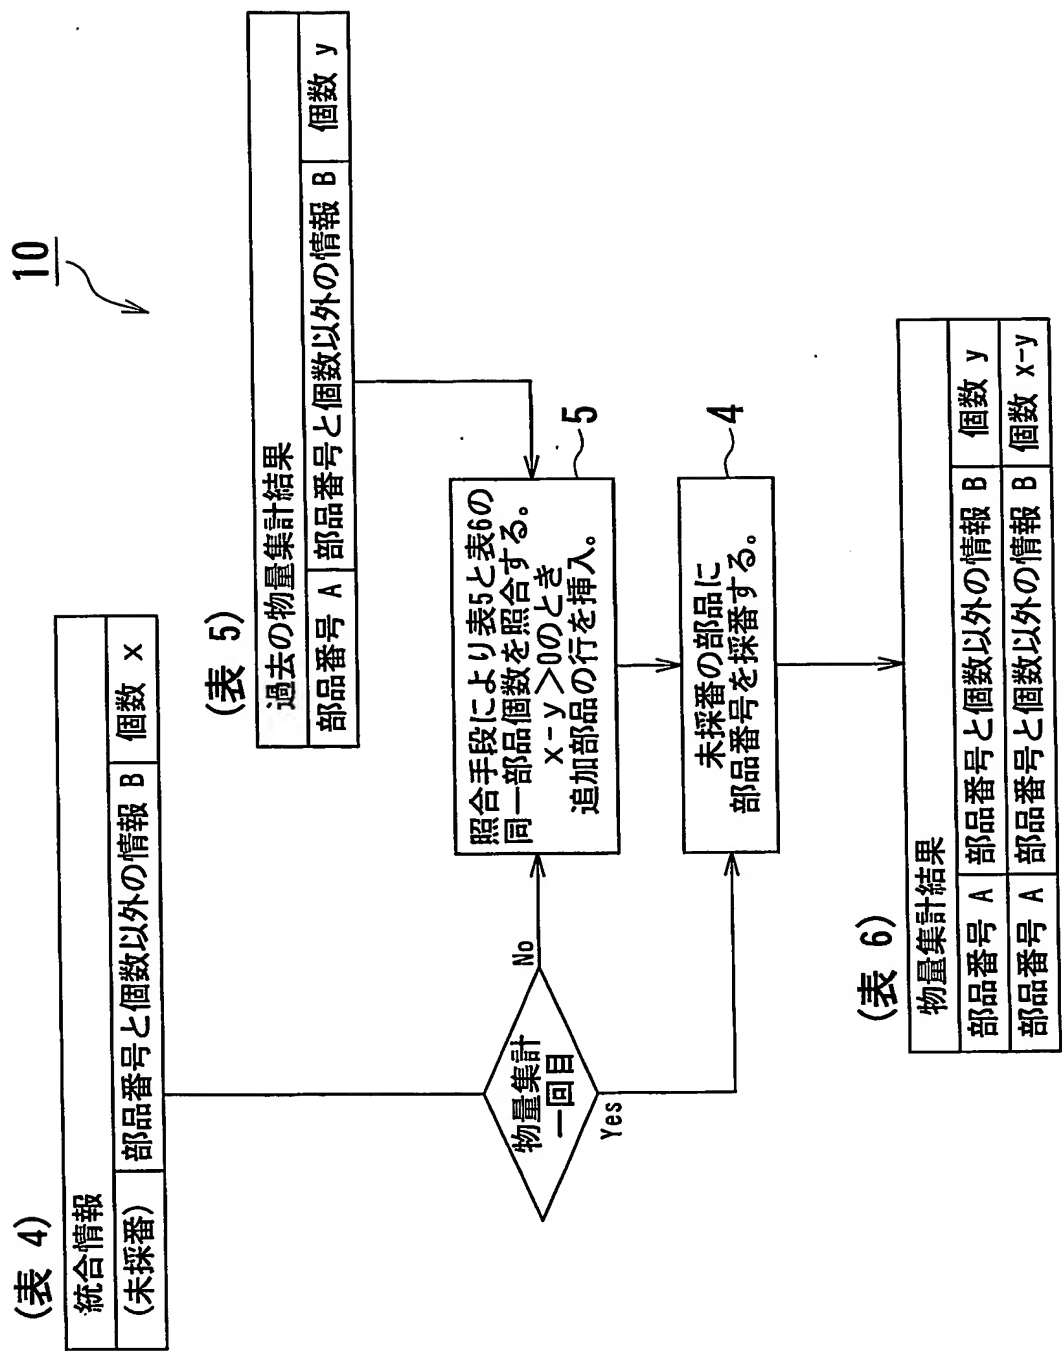 10
(表 4)
統合情報
(未採番) 部品番号と個数以外の情報 B 個数 x
(表 5)
過去の物量集計結果
部品番号 A 部品番号と個数以外の情報 B 個数 y
物量集計
一回目
No
Yes
照合手段により表5と表6の
同一部品個数を照合する。
x-y>0のとき
追加部品の行を挿入。
5
未採番の部品に
部品番号を採番する。
4
(表 6)
物量集計結果
部品番号 A 部品番号と個数以外の情報 B 個数 y
部品番号 A 部品番号と個数以外の情報 B 個数 x-y